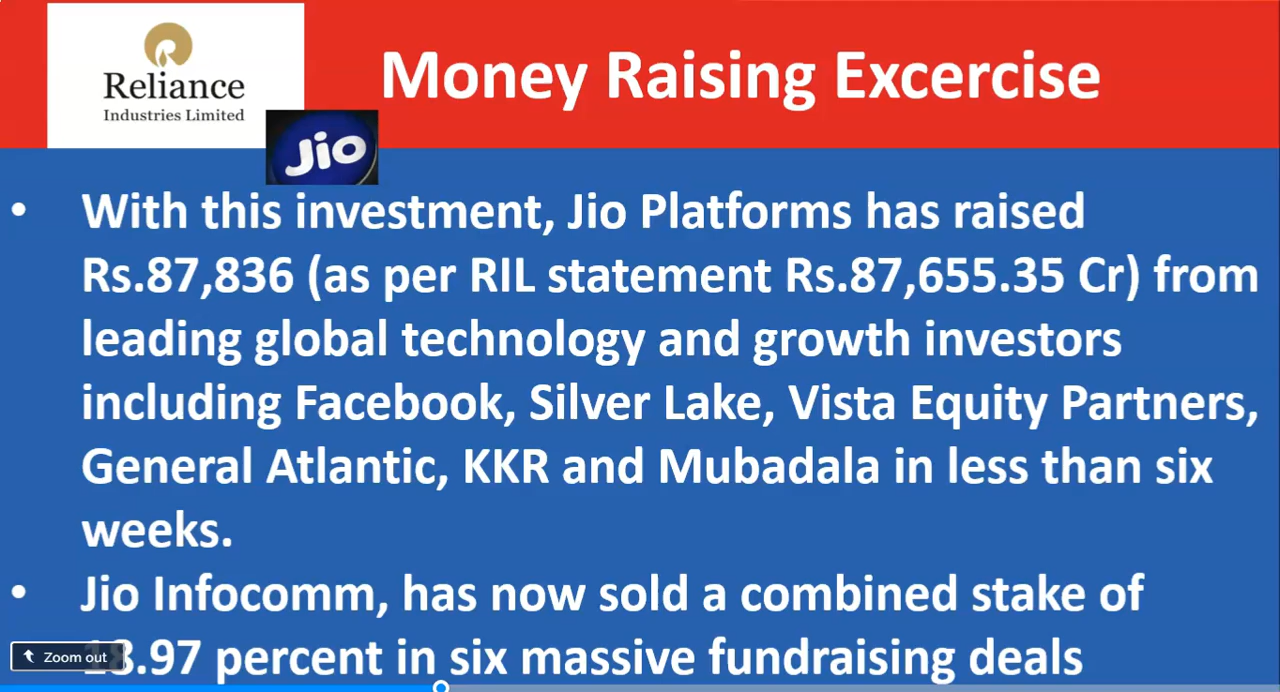 Reliance
Industries Limited
Jio
Money Raising Excercise
• With this investment, Jio Platforms has raised
Rs.87,836 (as per RIL statement Rs.87,655.35 Cr) from
leading global technology and growth investors
including Facebook, Silver Lake, Vista Equity Partners,
General Atlantic, KKR and Mubadala in less than six
weeks.
• Jio Infocomm, has now sold a combined stake of
.97 percent in six massive fundraising deals
Zoom out